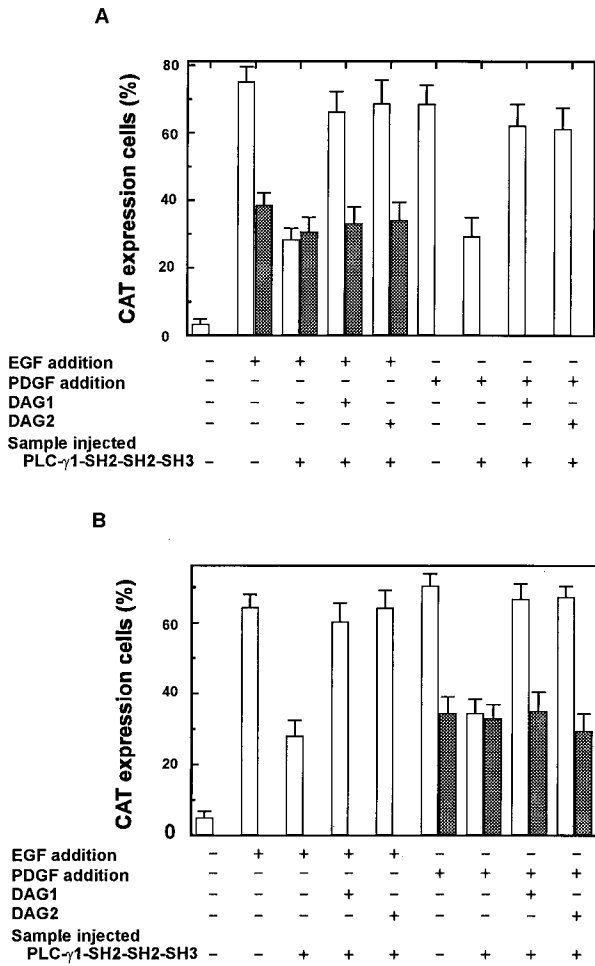 A
CAT expression cells (%)
80
60
40
20
0
EGF addition – + + + + – – – –
PDGF addition – – – – – + + + +
DAG1 – – – + – – – + –
DAG2 – – – – + – – – +
Sample injected
PLC-γ1-SH2-SH2-SH3 – – + + + – + + +
B
CAT expression cells (%)
60
40
20
0
EGF addition – + + + + – – – –
PDGF addition – – – – – + + + +
DAG1 – – – + – – – + –
DAG2 – – – – + – – – +
Sample injected
PLC-γ1-SH2-SH2-SH3 – – + + + – + + +